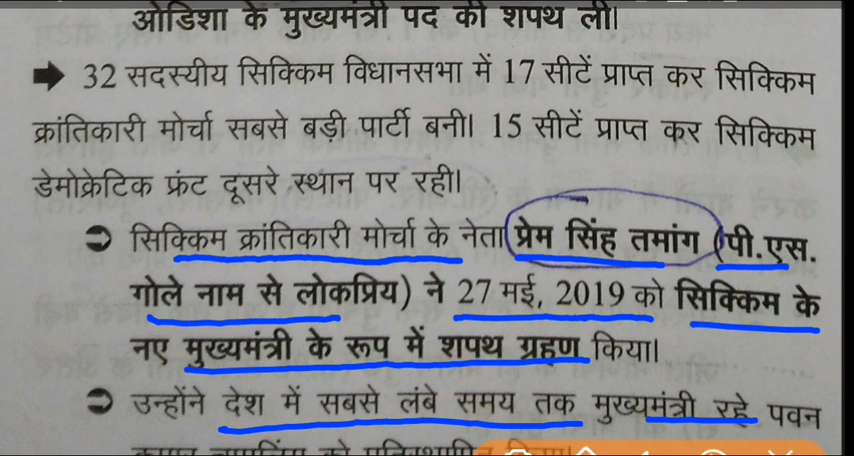 ओडिशा के मुख्यमंत्री पद की शपथ ली।
32 सदस्यीय सिक्किम विधानसभा में 17 सीटें प्राप्त कर सिक्किम
क्रांतिकारी मोर्चा सबसे बड़ी पार्टी बनी। 15 सीटें प्राप्त कर सिक्किम
डेमोक्रेटिक फ्रंट दूसरे स्थान पर रही।
सिक्किम क्रांतिकारी मोर्चा के नेता प्रेम सिंह तमांग (पी.एस.
गोले नाम से लोकप्रिय) ने 27 मई, 2019 को सिक्किम के
नए मुख्यमंत्री के रूप में शपथ ग्रहण किया।
उन्होंने देश में सबसे लंबे समय तक मुख्यमंत्री रहे पवन